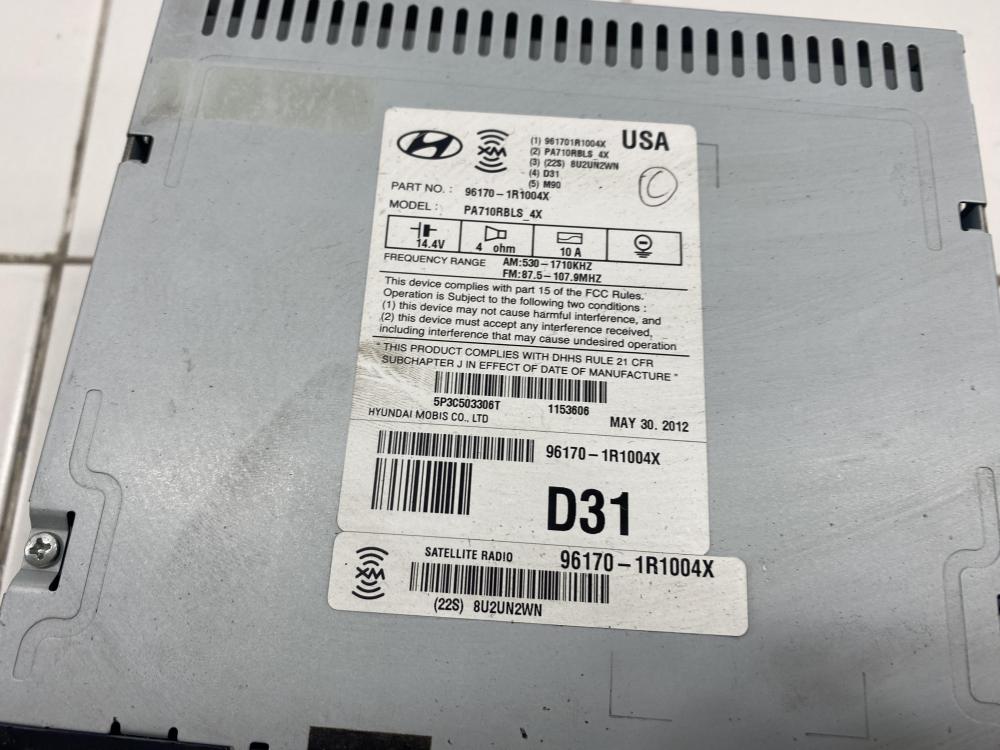 XM
(1) 961701R1004X
(2) PA710RBLS_4X
(3) (22S) 8U2UN2WN
(4) D31
(5) M90
USA
C
PART NO. : 96170-1R1004X
MODEL : PA710RBLS_4X
14.4V
4 ohm
10 A
FREQUENCY RANGE AM:530-1710KHZ
FM:87.5-107.9MHZ
This device complies with part 15 of the FCC Rules.
Operation is Subject to the following two conditions :
(1) this device may not cause harmful interference, and
(2) this device must accept any interference received,
including interference that may cause undesired operation
" THIS PRODUCT COMPLIES WITH DHHS RULE 21 CFR
SUBCHAPTER J IN EFFECT OF DATE OF MANUFACTURE "
5P3C503306T 1153606
HYUNDAI MOBIS CO., LTD MAY 30. 2012
96170-1R1004X
D31
XM
SATELLITE RADIO 96170-1R1004X
(22S) 8U2UN2WN